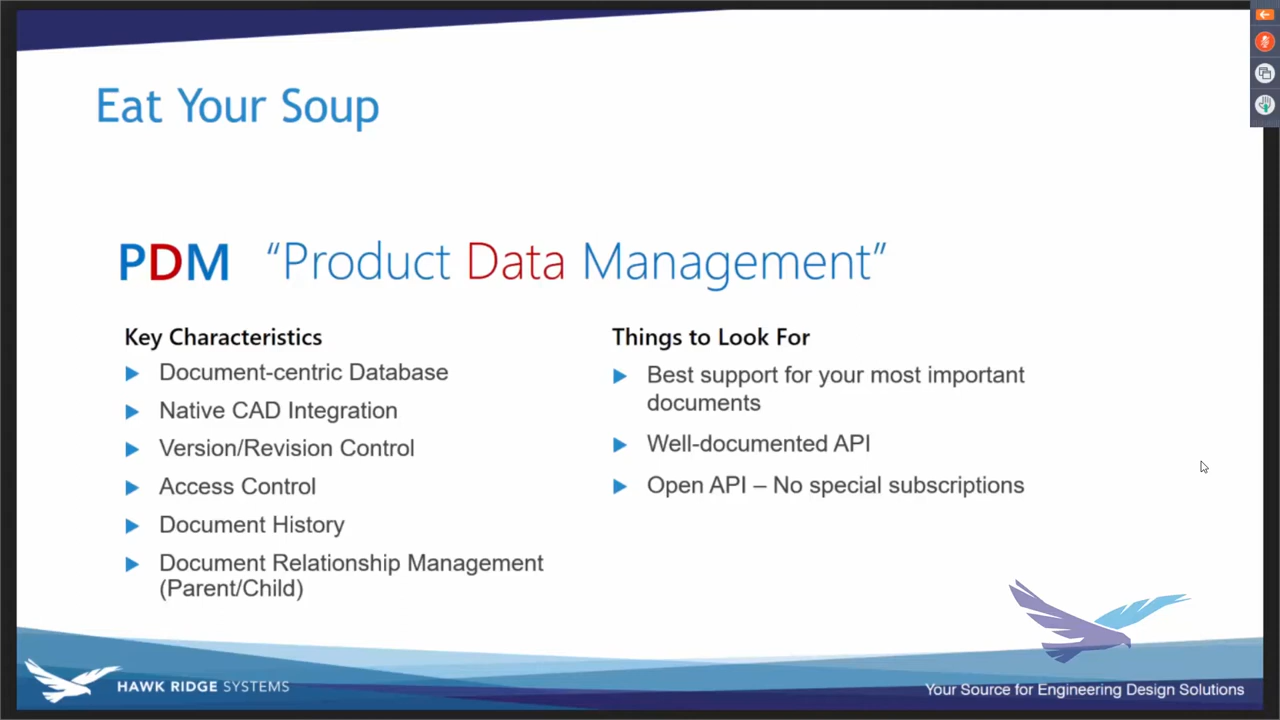 Eat Your Soup
PDM “Product Data Management”
Key Characteristics
Document-centric Database
Native CAD Integration
Version/Revision Control
Access Control
Document History
Document Relationship Management
(Parent/Child)
Things to Look For
Best support for your most important
documents
Well-documented API
Open API – No special subscriptions
HAWK RIDGE SYSTEMS
Your Source for Engineering Design Solutions